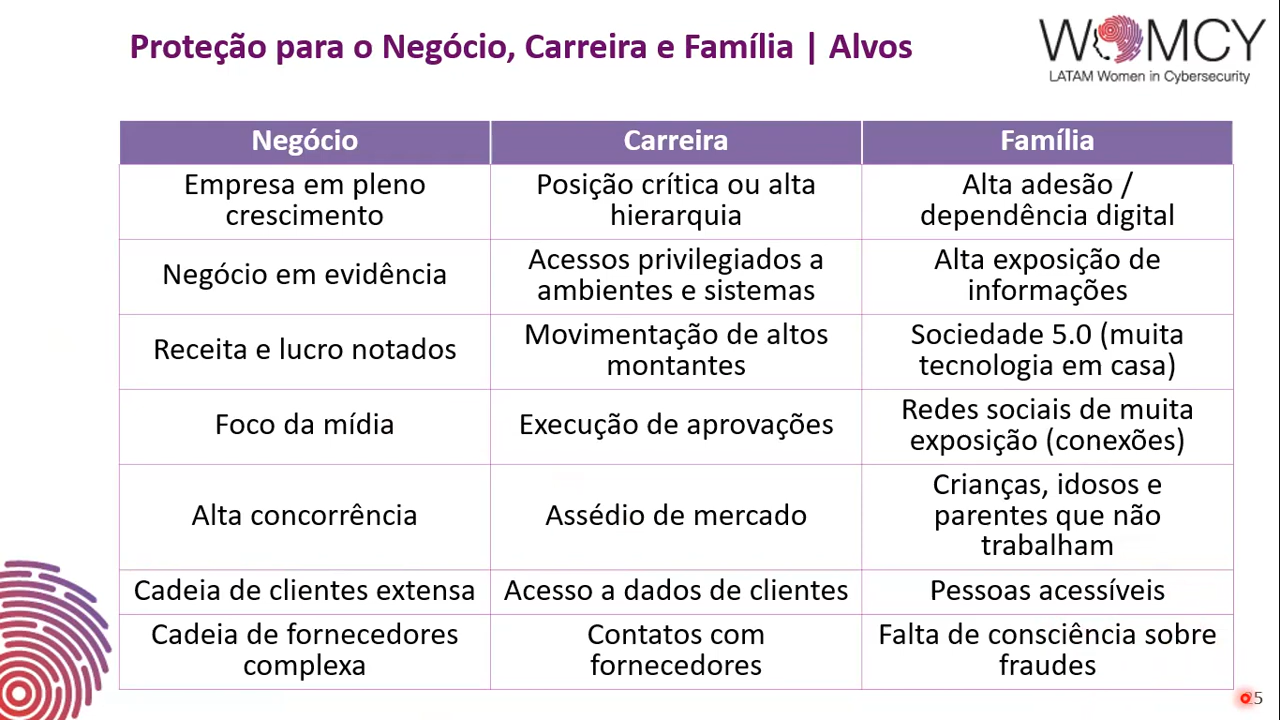 Proteção para o Negócio, Carreira e Família | Alvos
WOMCY
LATAM Women in Cybersecurity
Negócio
Carreira
Família
Empresa em pleno
crescimento
Posição crítica ou alta
hierarquia
Alta adesão /
dependência digital
Negócio em evidência
Acessos privilegiados a
ambientes e sistemas
Alta exposição de
informações
Receita e lucro notados
Movimentação de altos
montantes
Sociedade 5.0 (muita
tecnologia em casa)
Foco da mídia
Execução de aprovações
Redes sociais de muita
exposição (conexões)
Alta concorrência
Assédio de mercado
Crianças, idosos e
parentes que não
trabalham
Cadeia de clientes extensa
Acesso a dados de clientes
Pessoas acessíveis
Cadeia de fornecedores
complexa
Contatos com
fornecedores
Falta de consciência sobre
fraudes
25